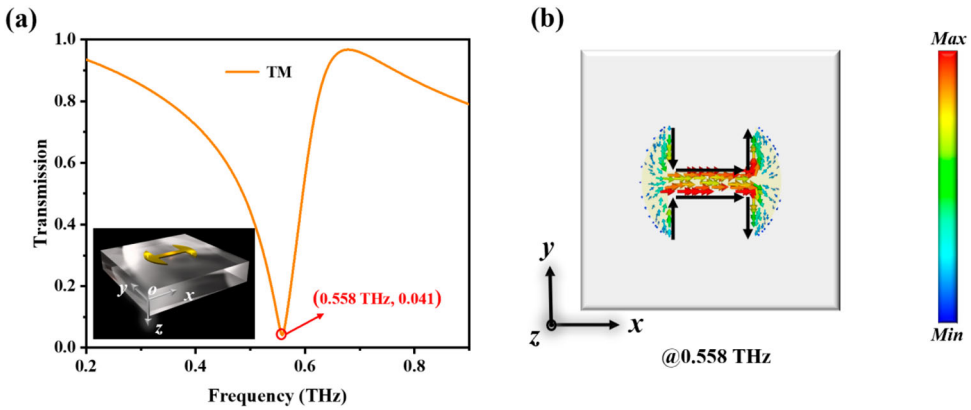 (a)
1.0
0.8
0.6
0.4
0.2
0.0
Transmission
TM
(0.558 THz, 0.041)
y
o
x
z
0.2
0.4
0.6
0.8
Frequency (THz)
(b)
y
z
x
@0.558 THz
Max
Min